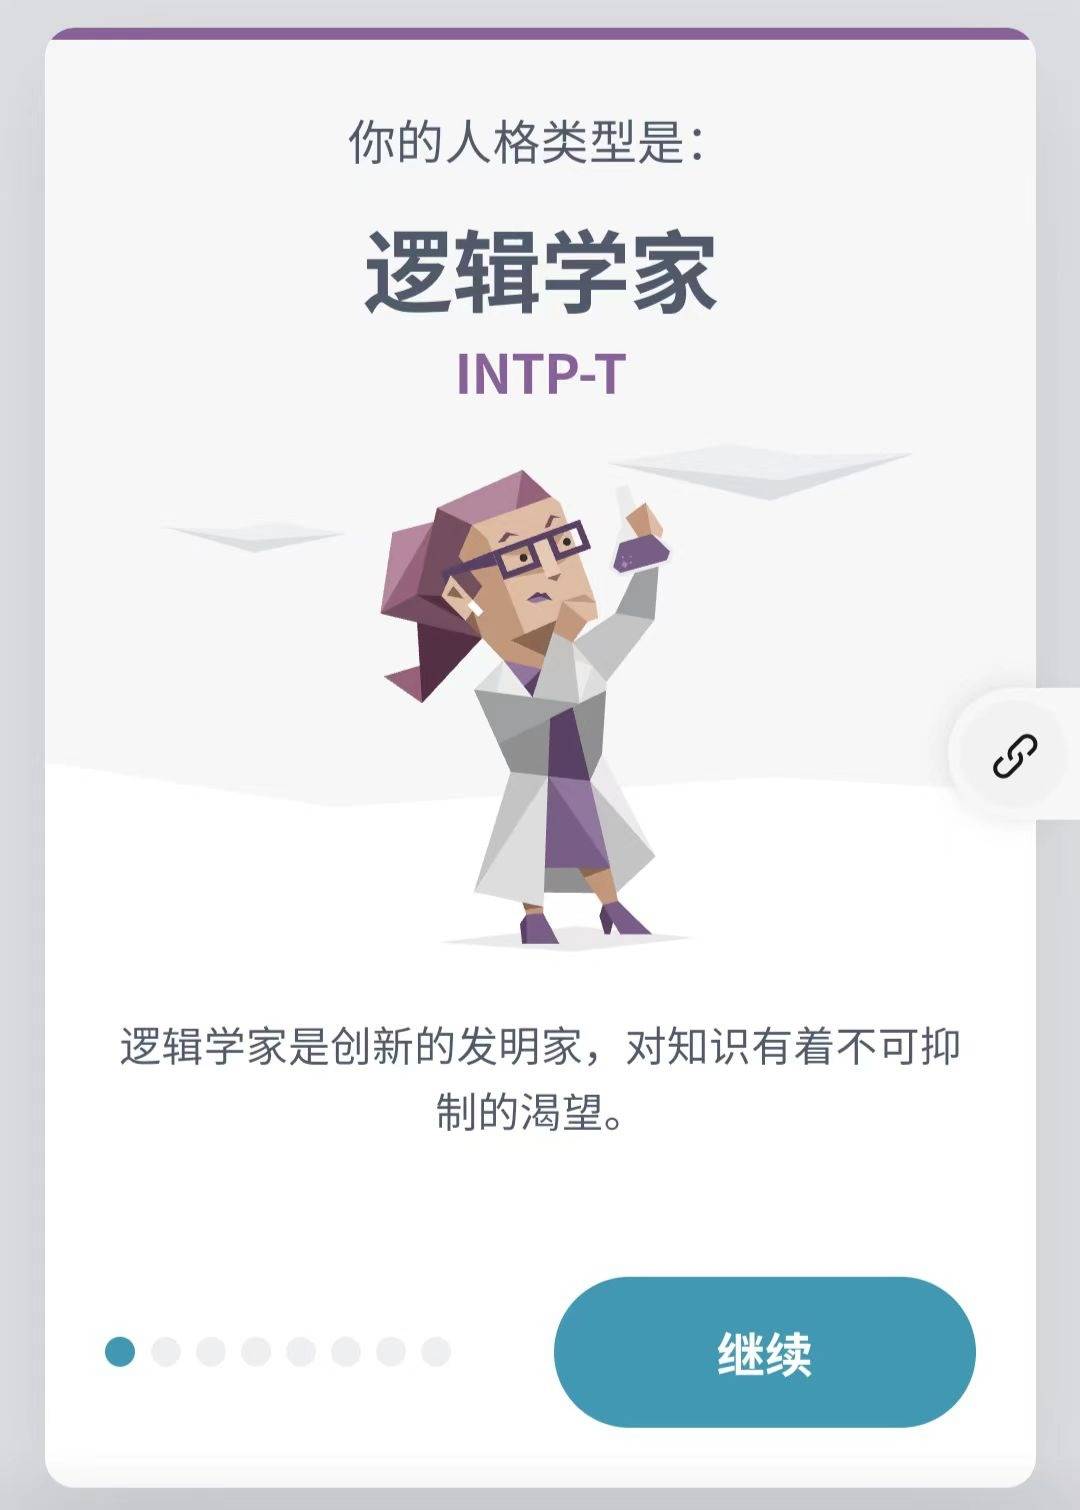 你的人格类型是：
逻辑学家
INTP-T
逻辑学家是创新的发明家，对知识有着不可抑
制的渴望。
继续